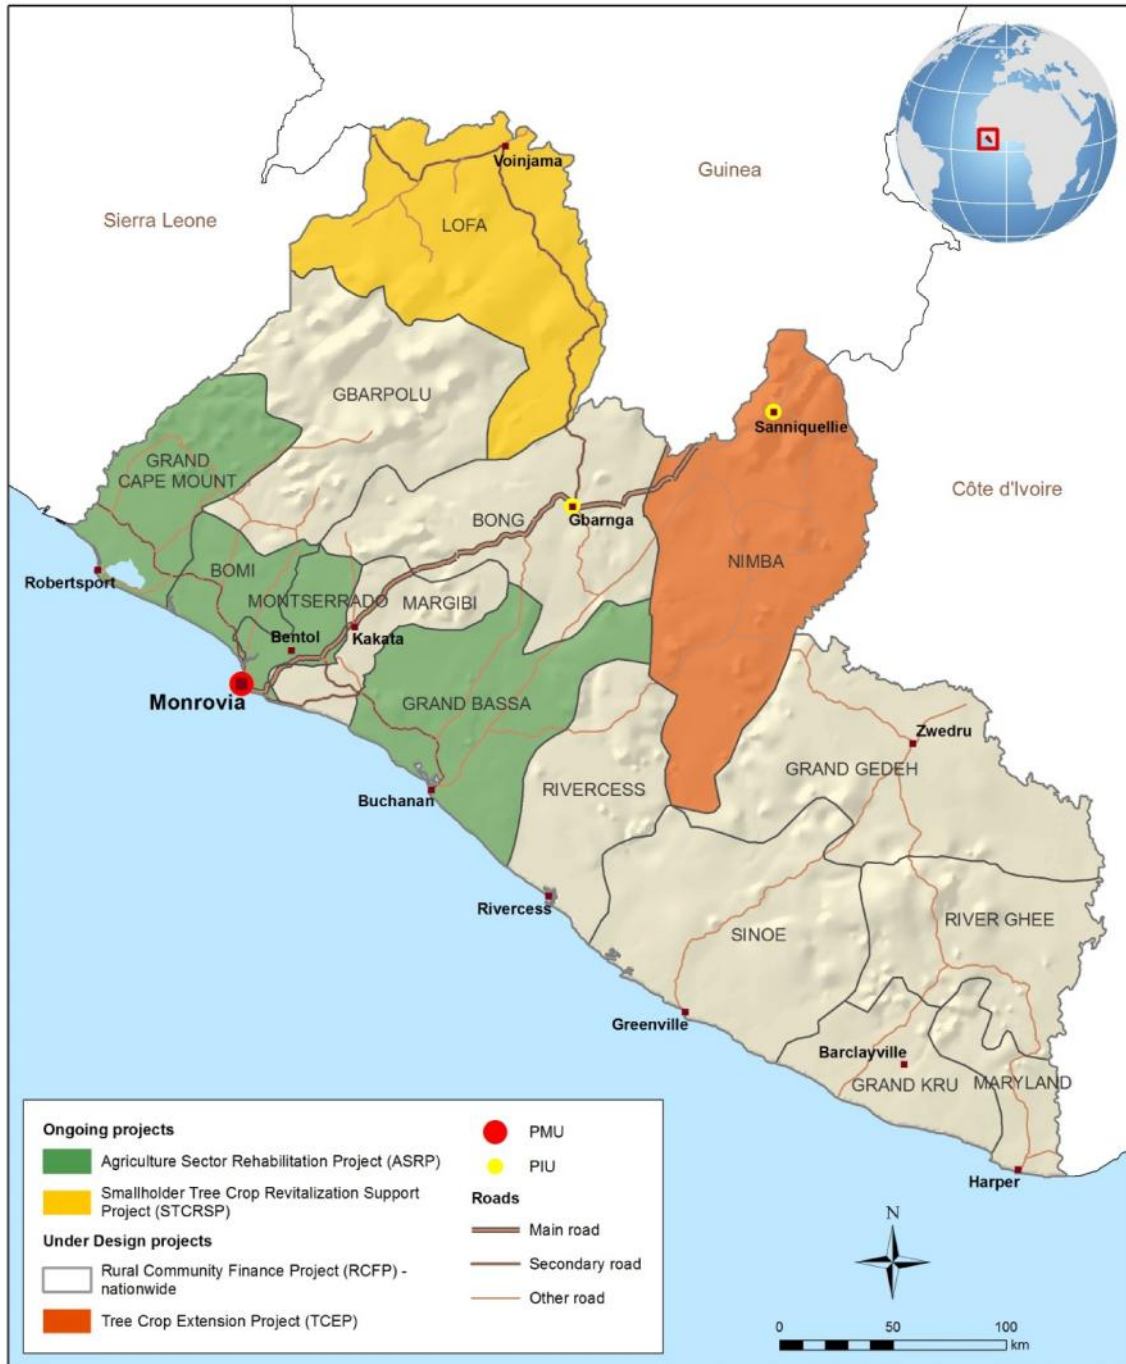 Guinea
Sierra Leone
Côte d'Ivoire
Voinjama
LOFA
GBARPOLU
GRAND
CAPE MOUNT
Sanniquellie
BONG
Gbarnga
NIMBA
Robertsport
BOMI
MONTSERRADO
MARGIBI
Bentol
Kakata
Monrovia
GRAND BASSA
Zwedru
GRAND GEDEH
Buchanan
RIVERCESS
Rivercess
SINOE
RIVER GHEE
Greenville
Barclayville
GRAND KRU
MARYLAND
Harper
Ongoing projects
Agriculture Sector Rehabilitation Project (ASRP)
Smallholder Tree Crop Revitalization Support
Project (STCRSP)
Under Design projects
Rural Community Finance Project (RCFP) -
nationwide
Tree Crop Extension Project (TCEP)
PMU
PIU
Roads
Main road
Secondary road
Other road
N
0 50 100
km